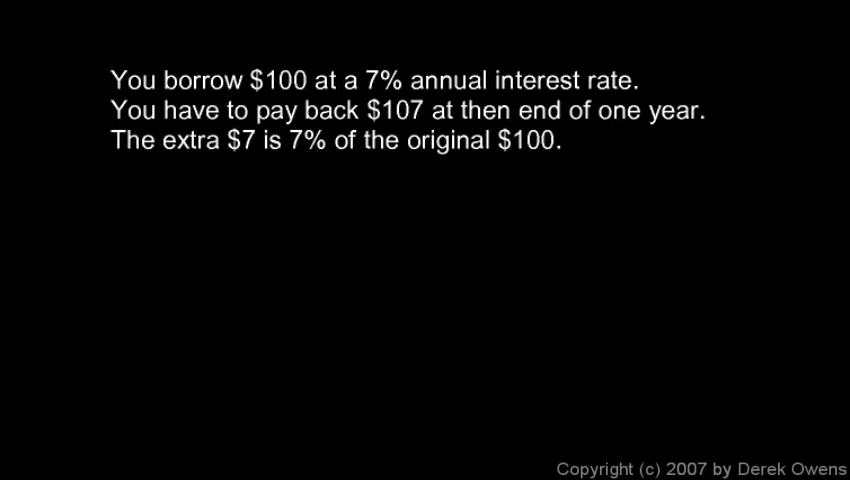 You borrow $100 at a 7% annual interest rate.
You have to pay back $107 at then end of one year.
The extra $7 is 7% of the original $100.
Copyright (c) 2007 by Derek Owens